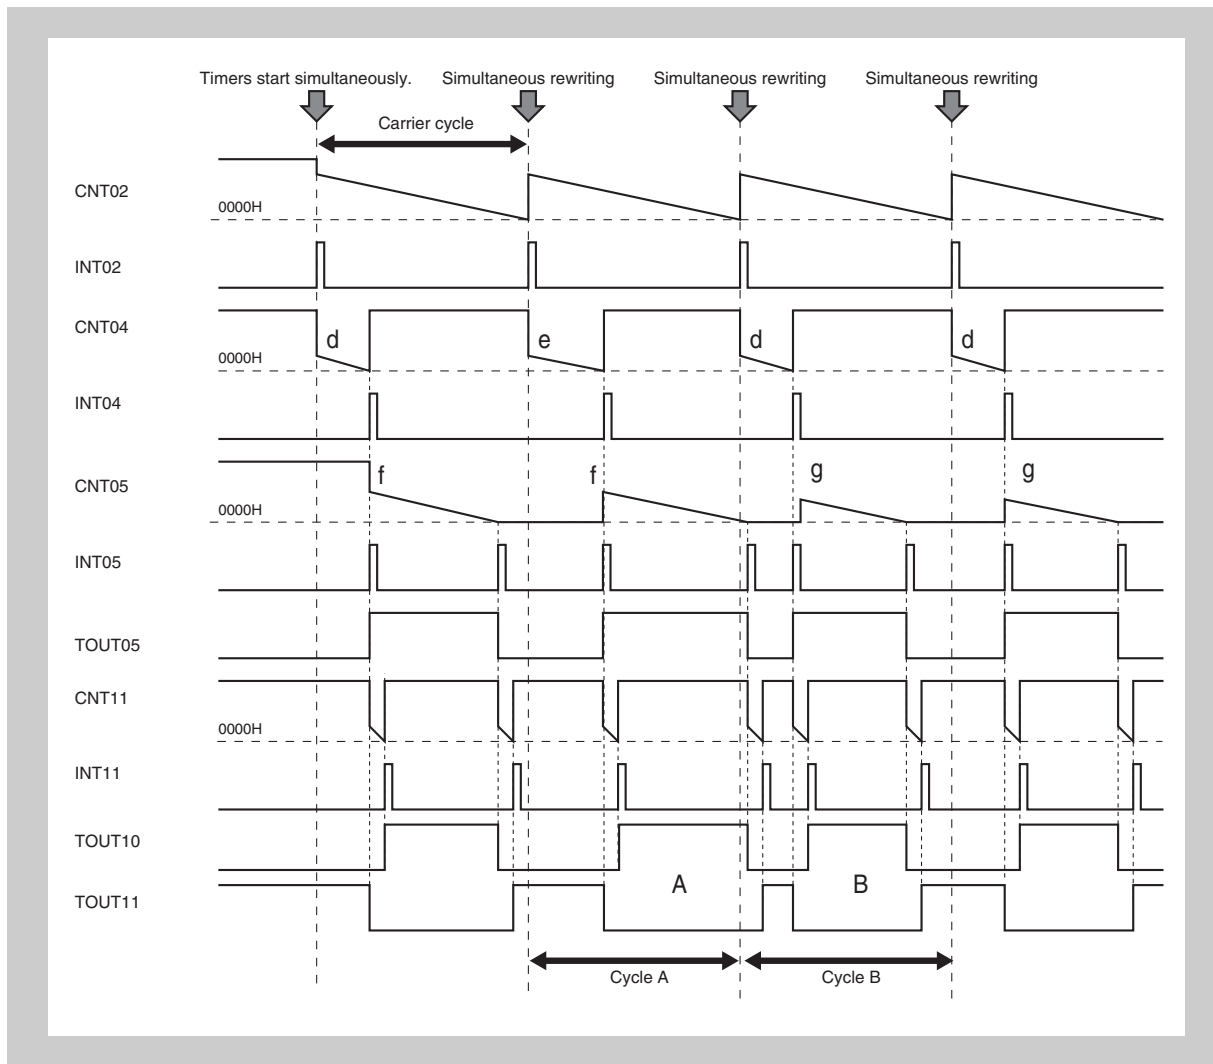 Timers start simultaneously. Simultaneous rewriting Simultaneous rewriting Simultaneous rewriting
Carrier cycle
CNT02
0000H
INT02
CNT04
d e d d
0000H
INT04
f f g g
CNT05
0000H
INT05
TOUT05
CNT11
0000H
INT11
TOUT10
A B
TOUT11
Cycle A Cycle B